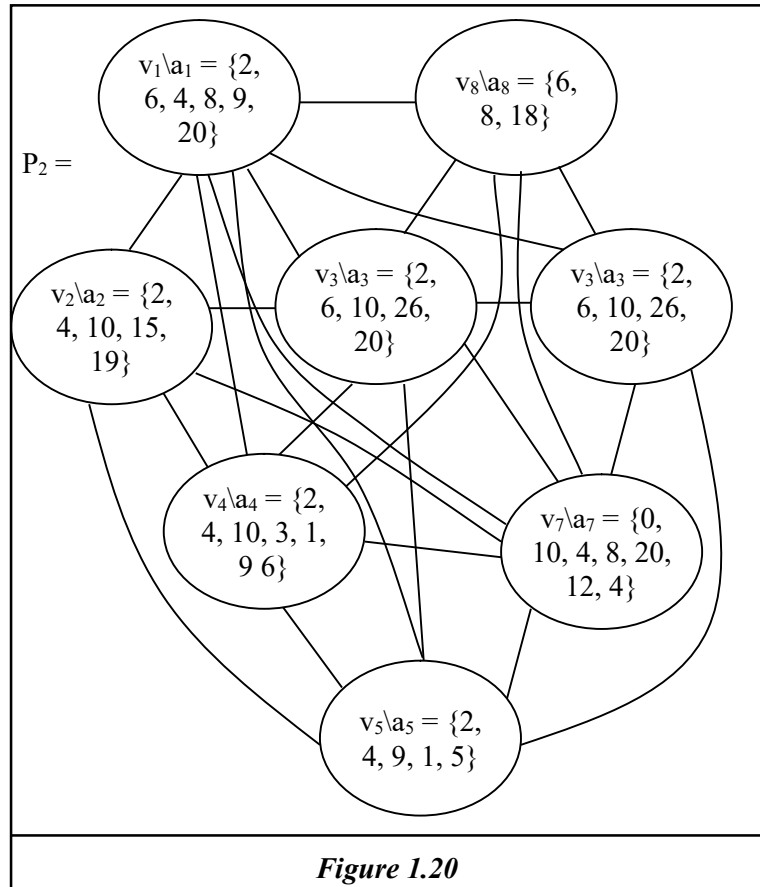 v₁\a₁ = {2,
6, 4, 8, 9,
20}
v₈\a₈ = {6,
8, 18}
P₂ =
v₂\a₂ = {2,
4, 10, 15,
19}
v₃\a₃ = {2,
6, 10, 26,
20}
v₃\a₃ = {2,
6, 10, 26,
20}
v₄\a₄ = {2,
4, 10, 3, 1,
9 6}
v₇\a₇ = {0,
10, 4, 8, 20,
12, 4}
v₅\a₅ = {2,
4, 9, 1, 5}
Figure 1.20